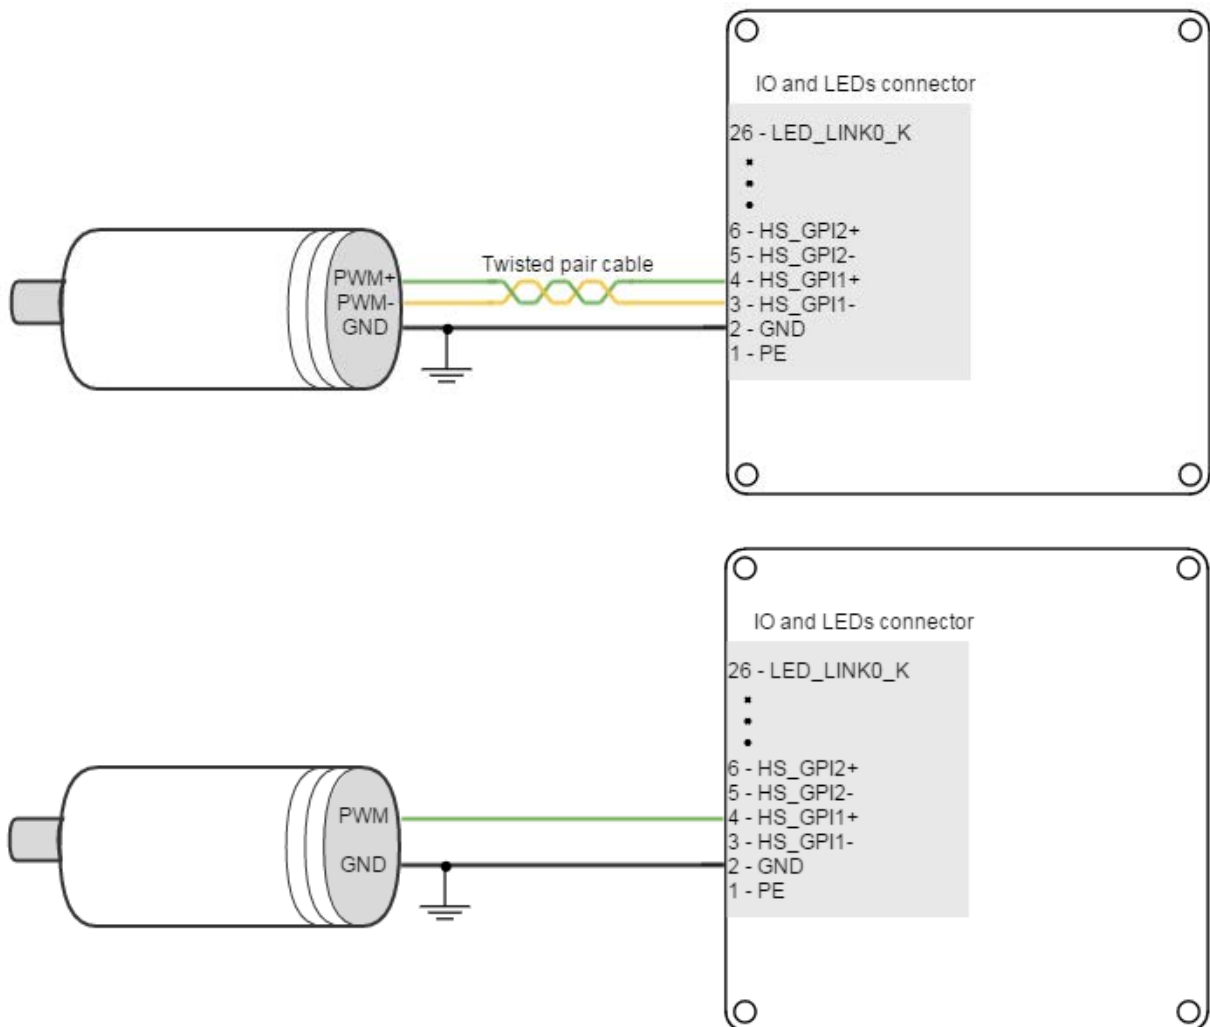 IO and LEDs connector
26 - LED_LINK0_K
6 - HS_GPI2+
5 - HS_GPI2-
Twisted pair cable
PWM+
4 - HS_GPI1+
PWM-
3 - HS_GPI1-
GND
2 - GND
1 - PE
IO and LEDs connector
26 - LED_LINK0_K
6 - HS_GPI2+
5 - HS_GPI2-
PWM
4 - HS_GPI1+
3 - HS_GPI1-
GND
2 - GND
1 - PE